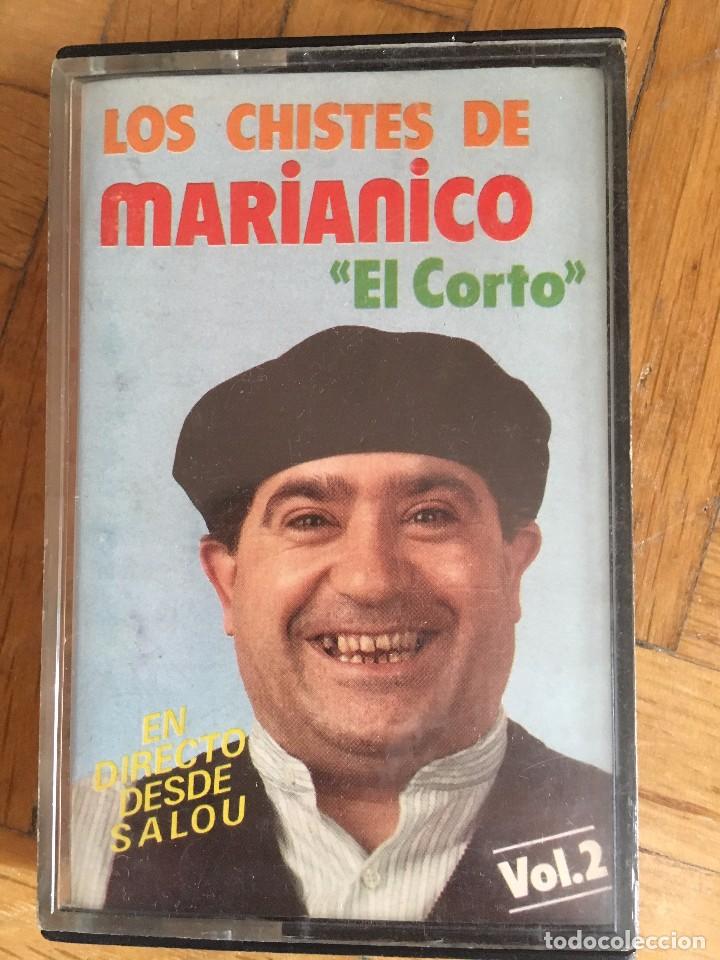 LOS CHISTES DE
MARIANICO
«El Corto»
EN
DIRECTO
DESDE
SALOU
Vol.2
todocoleccion